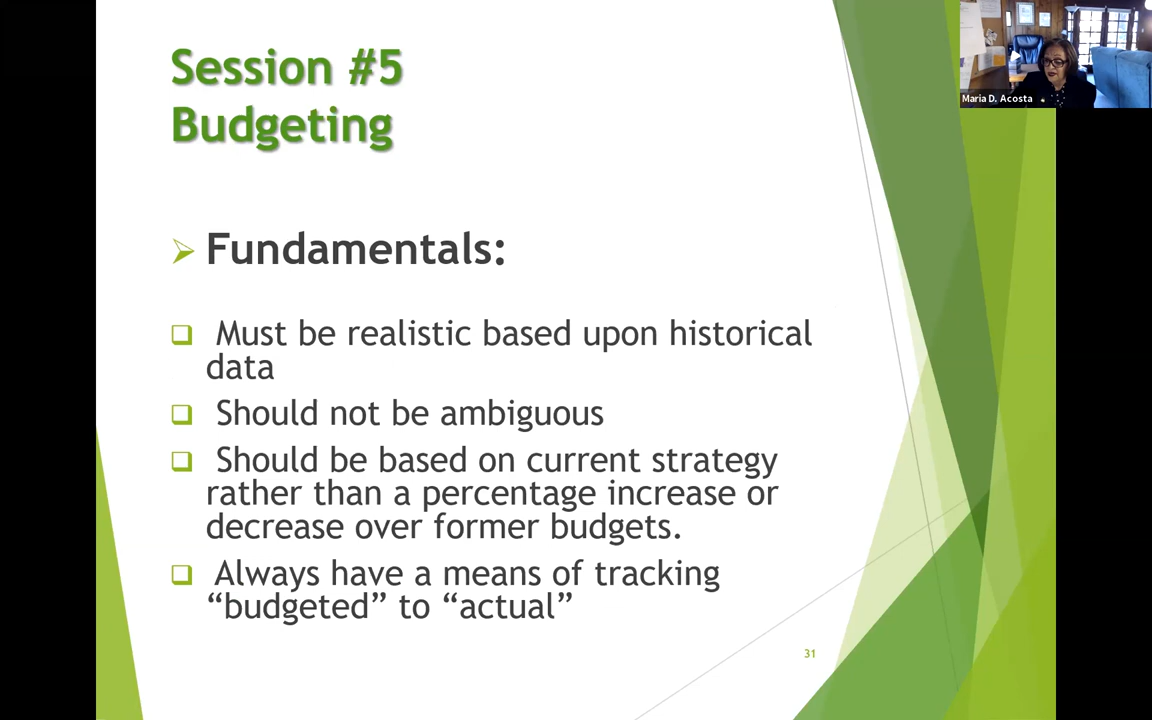 Session #5
Budgeting
Maria D. Acosta
Fundamentals:
Must be realistic based upon historical
data
Should not be ambiguous
Should be based on current strategy
rather than a percentage increase or
decrease over former budgets.
Always have a means of tracking
“budgeted” to “actual”
31